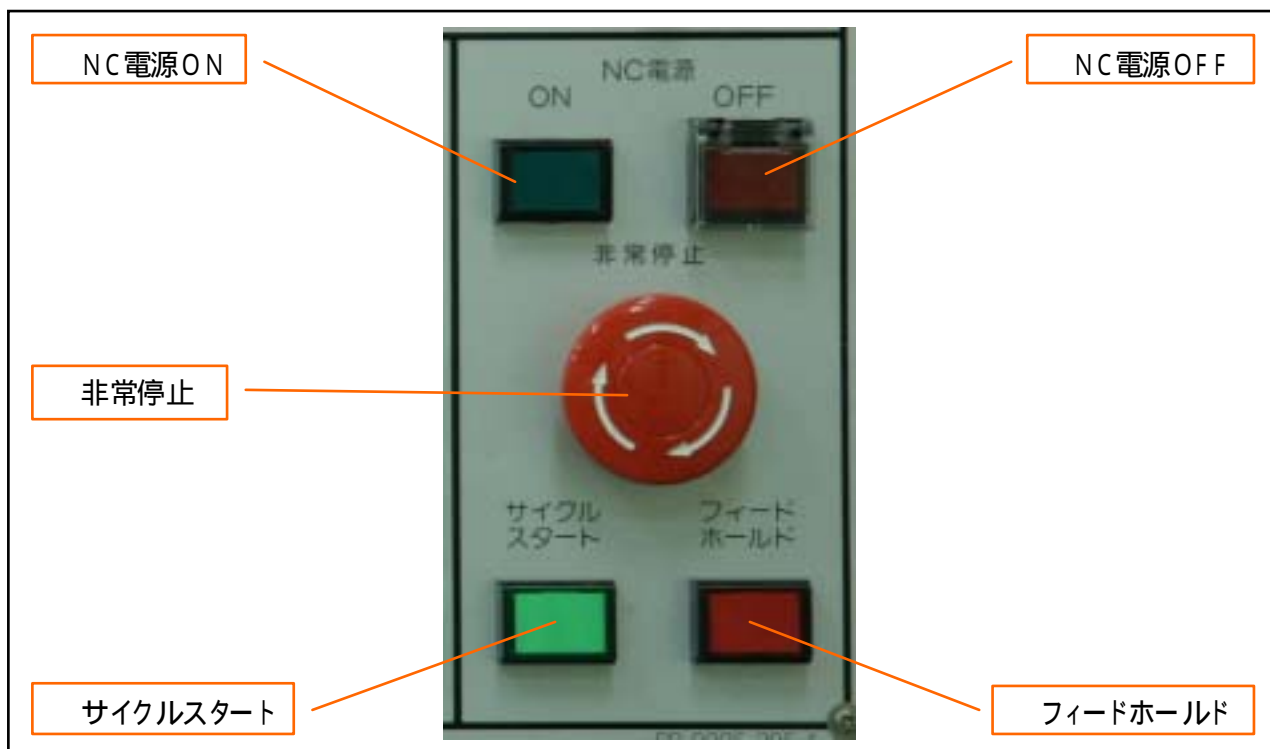 NC電源ON
NC電源OFF
NC電源
ON
OFF
非常停止
非常停止
サイクル
スタート
フィード
ホールド
サイクルスタート
フィードホールド